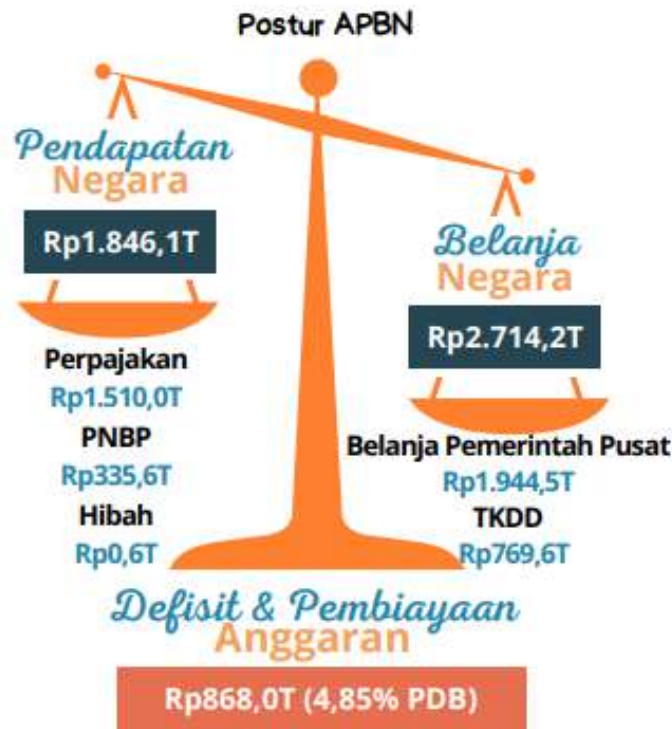 Postur APBN
Pendapatan
Negara
Rp1.846,1T
Perpajakan
Rp1.510,0T
PNBP
Rp335,6T
Hibah
Rp0,6T
Belanja
Negara
Rp2.714,2T
Belanja Pemerintah Pusat
Rp1.944,5T
TKDD
Rp769,6T
Defisit & Pembiayaan
Anggaran
Rp868,0T (4,85% PDB)